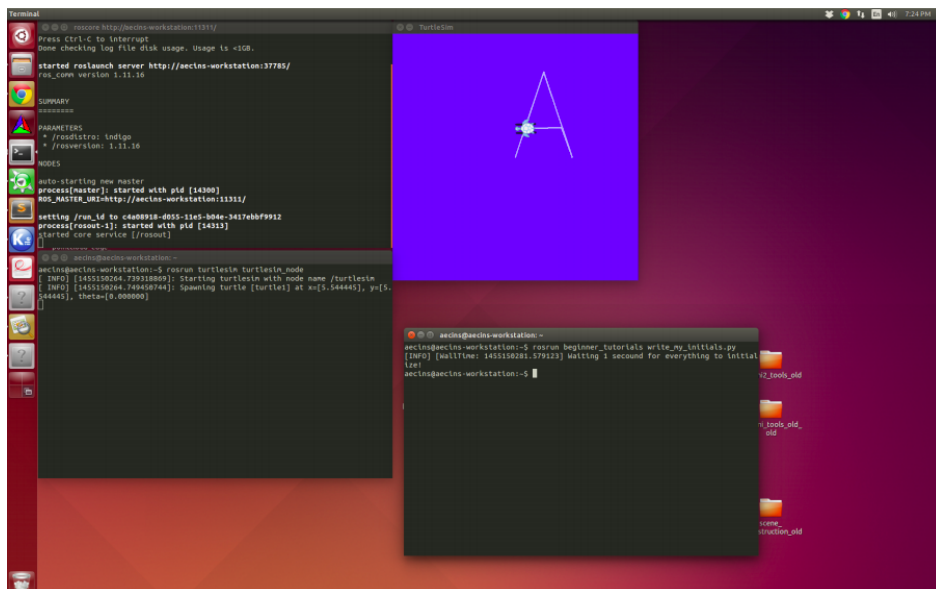 Terminal
En
7:24 PM
roscore http://aecins-workstation:11311/
Press Ctrl-C to interrupt
Done checking log file disk usage. Usage is <1GB.
started roslaunch server http://aecins-workstation:37785/
ros_comm version 1.11.16
SUMMARY
========
PARAMETERS
* /rosdistro: indigo
* /rosversion: 1.11.16
NODES
auto-starting new master
process[master]: started with pid [14300]
ROS_MASTER_URI=http://aecins-workstation:11311/
setting /run_id to c4a08918-d055-11e5-b04e-3417ebbf9912
process[rosout-1]: started with pid [14313]
started core service [/rosout]
TurtleSim
aecins@aecins-workstation: ~
aecins@aecins-workstation:~$ rosrun turtlesim turtlesim_node
[ INFO] [1455150264.739318869]: Starting turtlesim with node name /turtlesim
[ INFO] [1455150264.749450744]: Spawning turtle [turtle1] at x=[5.544445], y=[5.
544445], theta=[0.000000]
aecins@aecins-workstation: ~
aecins@aecins-workstation:~$ rosrun beginner_tutorials write_my_initials.py
[INFO] [WallTime: 1455150281.579123] Waiting 1 secound for everything to initial
ize!
aecins@aecins-workstation:~$
ni2_tools_old
ni_tools_old_
old
scene_
struction_old